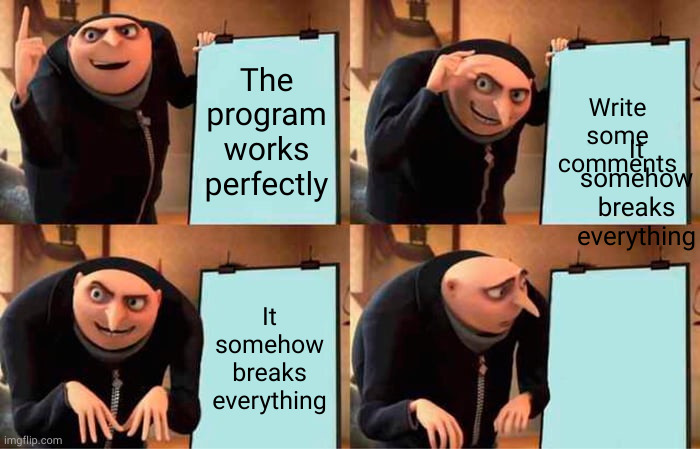 The
program
works
perfectly
Write
some
comments
It
somehow
breaks
everything
It
somehow
breaks
everything
imgflip.com